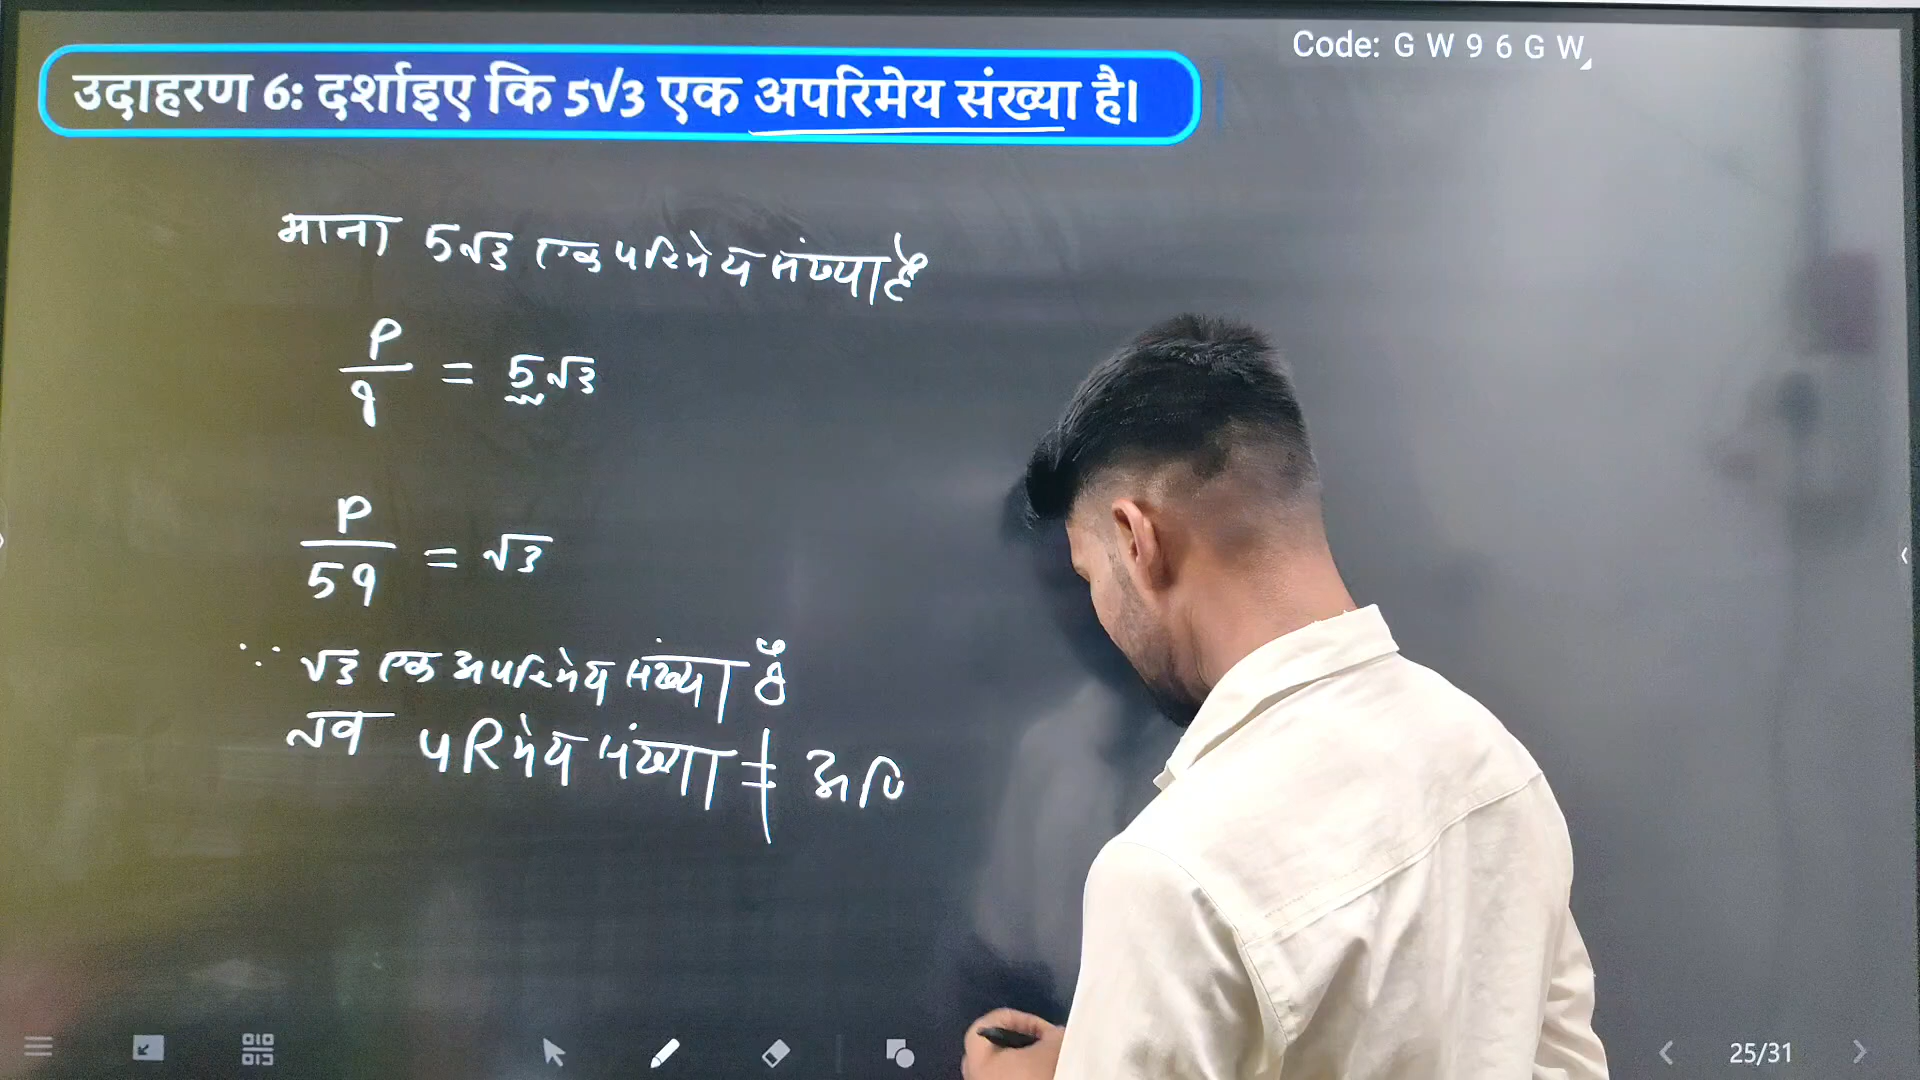 Code: G W 9 6 G W
उदाहरण 6: दर्शाइए कि 5√3 एक अपरिमेय संख्या है।
माना 5√3 एक परिमेय संख्या है
P/q = 5√3
P/5q = √3
∵ √3 एक अपरिमेय संख्या है
तब परिमेय संख्या ≠ अप
25/31